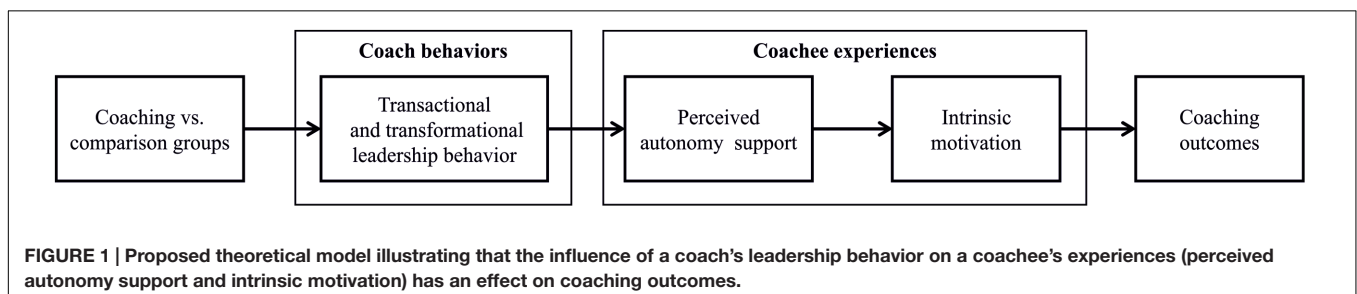 Coach behaviors
Coachee experiences
Coaching vs.
comparison groups
Transactional
and transformational
leadership behavior
Perceived
autonomy support
Intrinsic
motivation
Coaching
outcomes
FIGURE 1 | Proposed theoretical model illustrating that the influence of a coach's leadership behavior on a coachee's experiences (perceived
autonomy support and intrinsic motivation) has an effect on coaching outcomes.